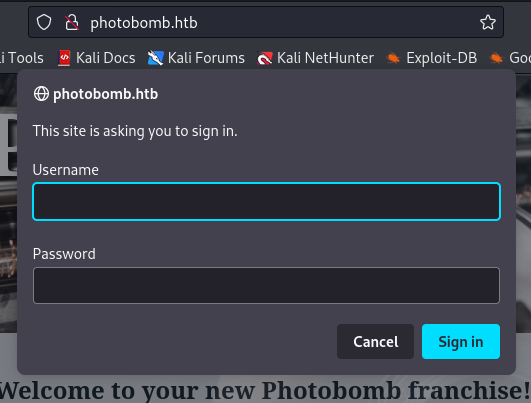 photobomb.htb
li Tools Kali Docs Kali Forums Kali NetHunter Exploit-DB Goo
photobomb.htb
This site is asking you to sign in.
Username
Password
Cancel Sign in
Welcome to your new Photobomb franchise!